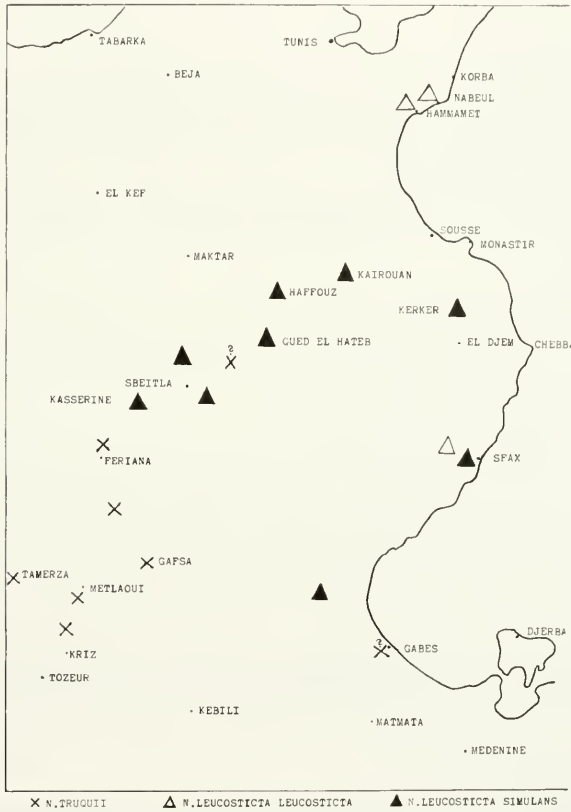 TABARKA
TUNIS
BEJA
KORBA
NABEUL
HAMMAMET
EL KEF
SOUSSE
MONASTIR
MAKTAR
KAIROUAN
HAFFOUZ
KERKER
OUED EL HATEB
EL DJEM
CHEBBA
?
SBEITLA
KASSERINE
FERIANA
SFAX
GAFSA
TAMERZA
METLAOUI
DJERBA
?
GABES
KRIZ
TOZEUR
KEBILI
MATMATA
MEDENINE
N.TRUQUII N.LEUCOSTICTA LEUCOSTICTA N.LEUCOSTICTA SIMULANS